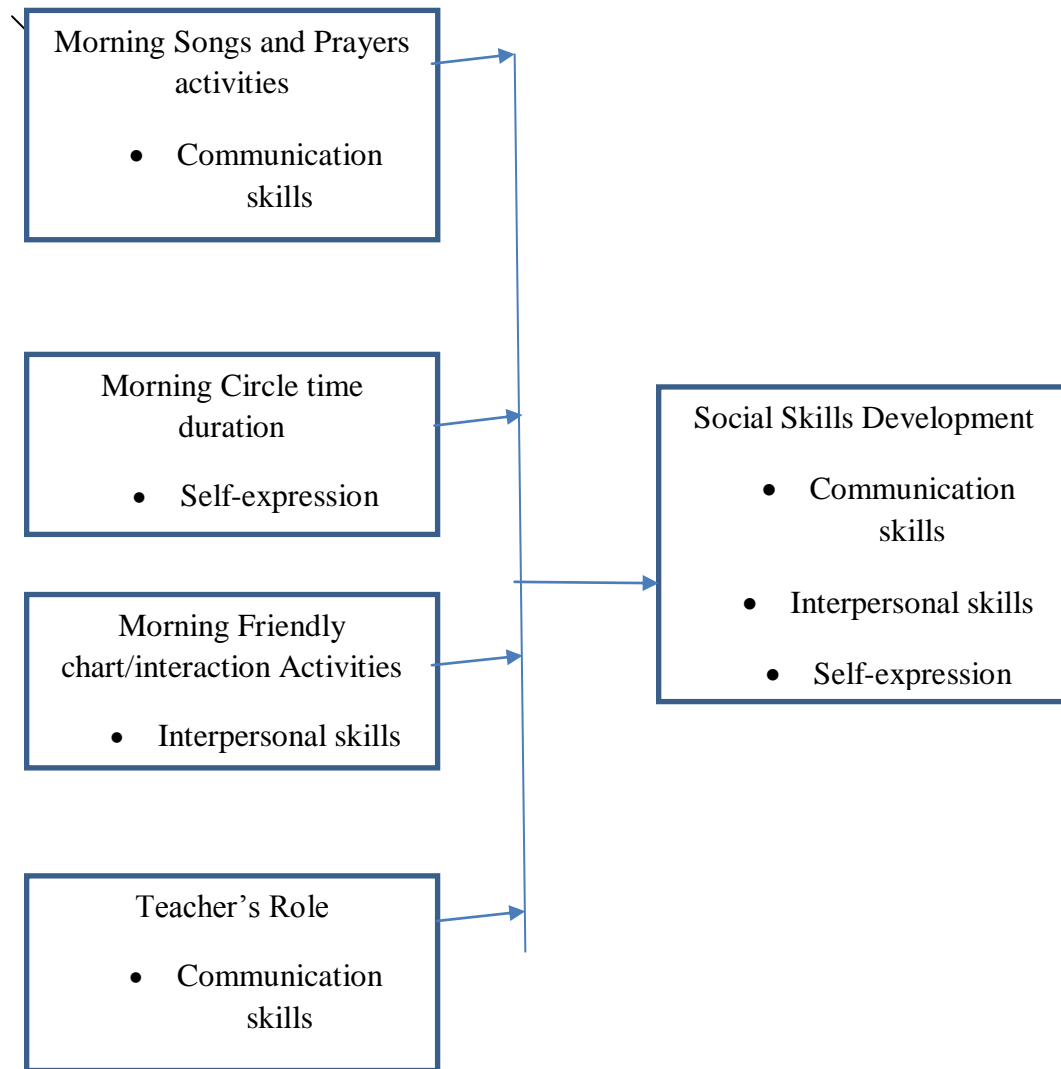 Morning Songs and Prayers
activities
• Communication
skills
Morning Circle time
duration
• Self-expression
Morning Friendly
chart/interaction Activities
• Interpersonal skills
Teacher’s Role
• Communication
skills
Social Skills Development
• Communication
skills
• Interpersonal skills
• Self-expression